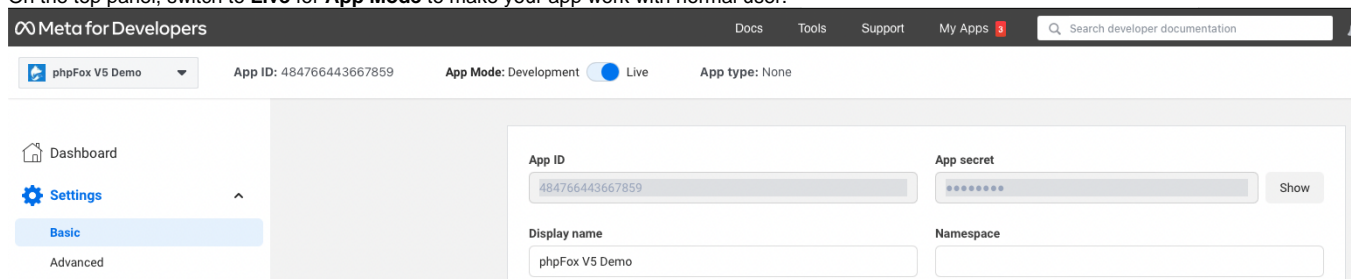 On the top panel, switch to Live for App Mode to make your app work with normal user.
Meta for Developers Docs Tools Support My Apps 3 Search developer documentation
phpFox V5 Demo App ID: 484766443667859 App Mode: Development Live App type: None
Dashboard
App ID App secret
484766443667859 ●●●●●●●● Show
Settings
Basic
Display name Namespace
phpFox V5 Demo
Advanced